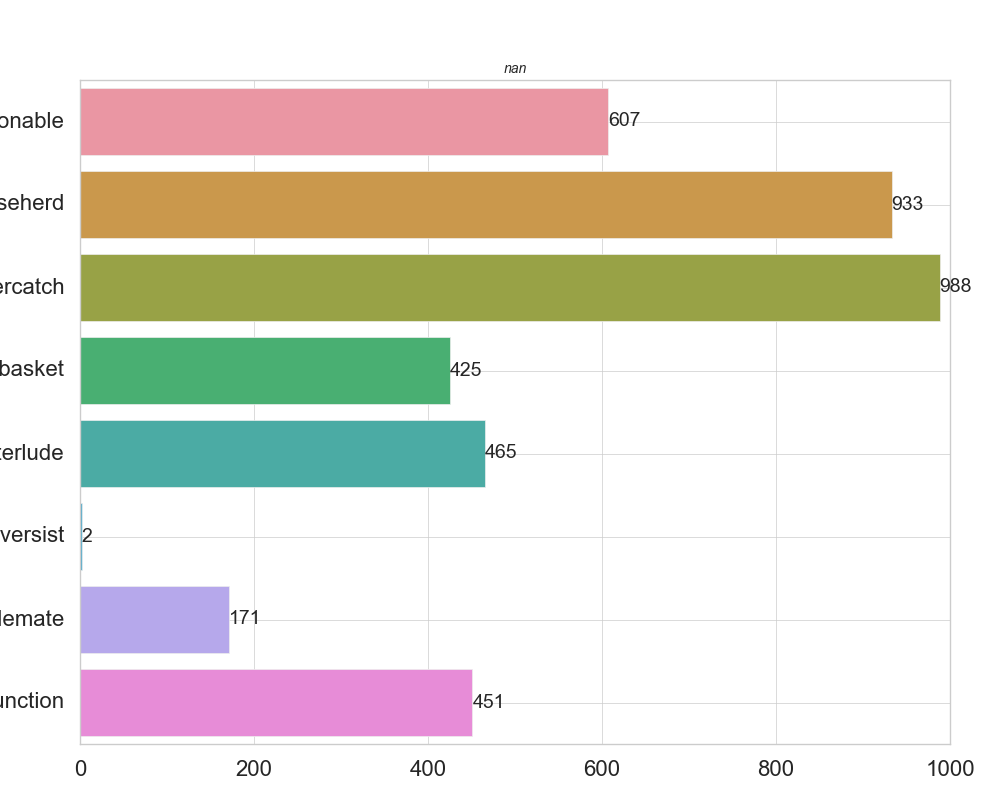 nan
onable 607
seherd 933
ercatch 988
basket 425
terlude 465
versist 2
lemate 171
unction 451
0 200 400 600 800 1000